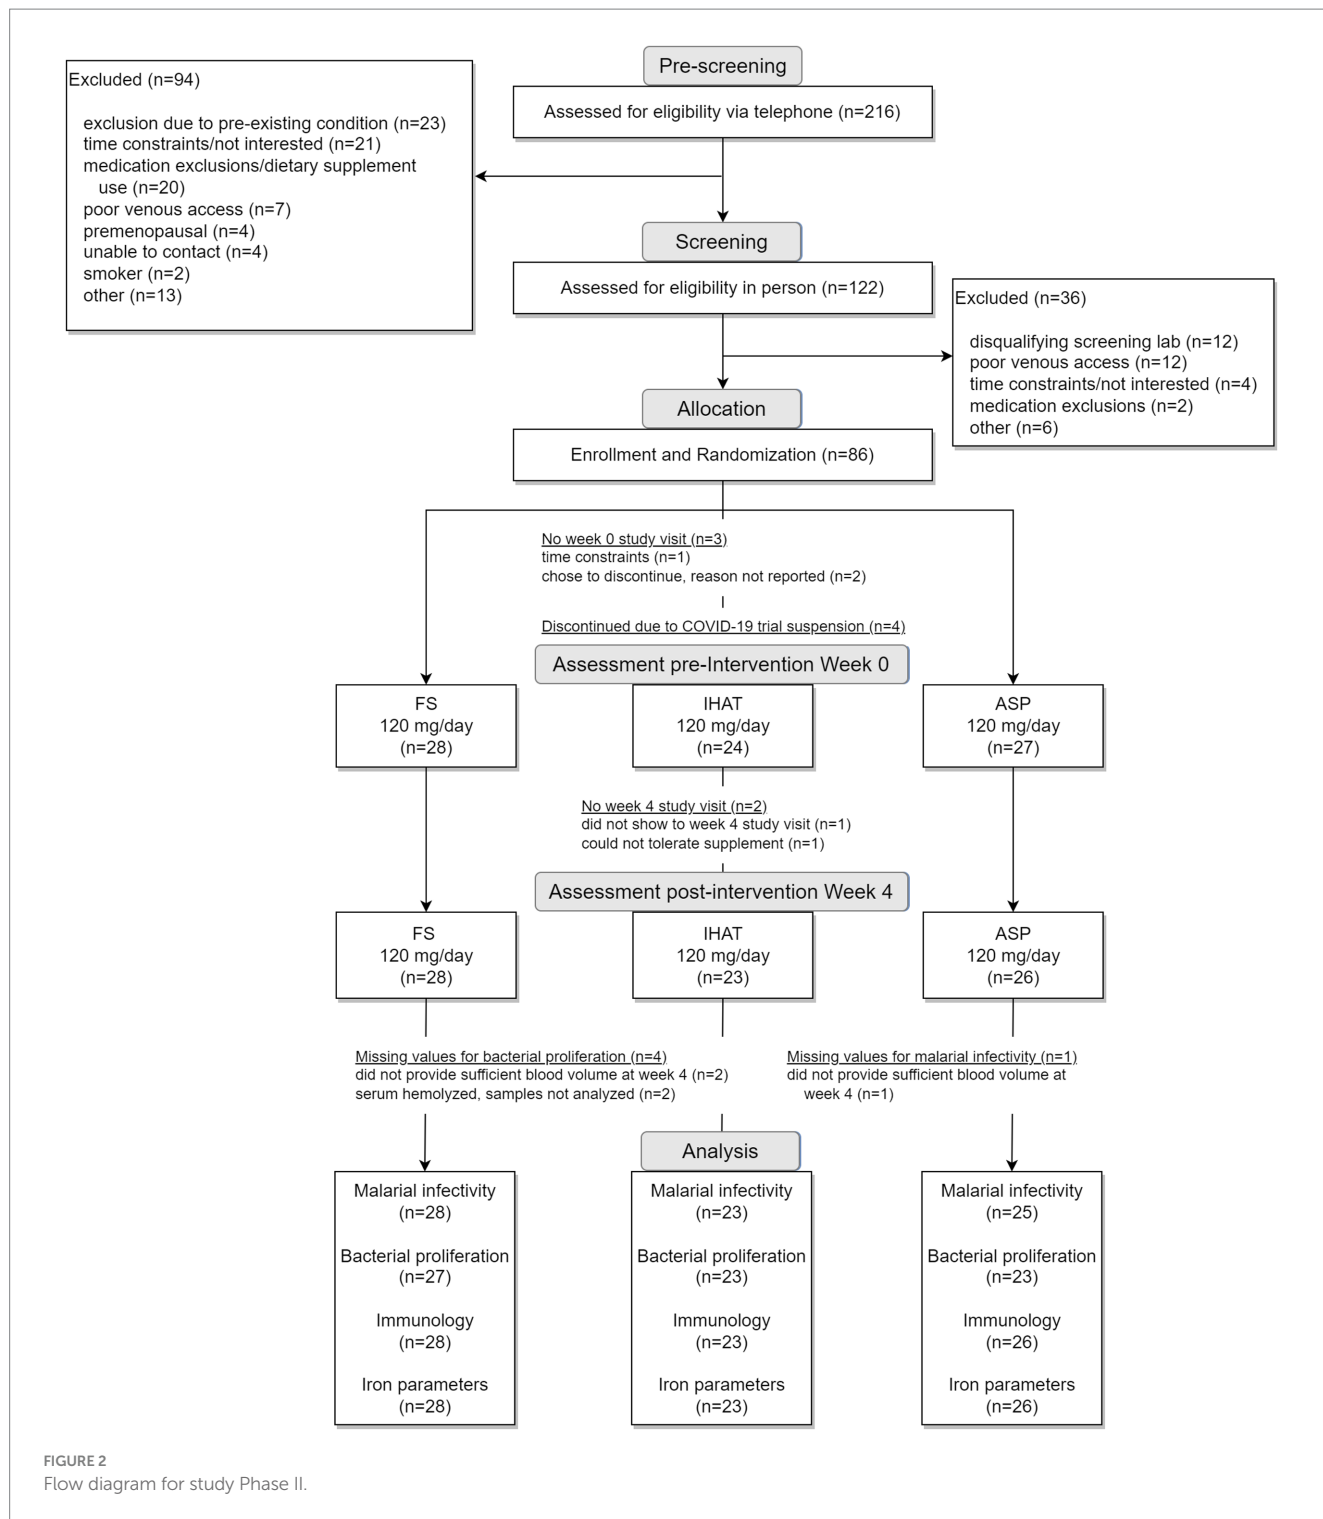 Pre-screening
Assessed for eligibility via telephone (n=216)
Excluded (n=94)
exclusion due to pre-existing condition (n=23)
time constraints/not interested (n=21)
medication exclusions/dietary supplement
use (n=20)
poor venous access (n=7)
premenopausal (n=4)
unable to contact (n=4)
smoker (n=2)
other (n=13)
Screening
Assessed for eligibility in person (n=122)
Excluded (n=36)
disqualifying screening lab (n=12)
poor venous access (n=12)
time constraints/not interested (n=4)
medication exclusions (n=2)
other (n=6)
Allocation
Enrollment and Randomization (n=86)
No week 0 study visit (n=3)
time constraints (n=1)
chose to discontinue, reason not reported (n=2)
Discontinued due to COVID-19 trial suspension (n=4)
Assessment pre-Intervention Week 0
FS
120 mg/day
(n=28)
IHAT
120 mg/day
(n=24)
ASP
120 mg/day
(n=27)
No week 4 study visit (n=2)
did not show to week 4 study visit (n=1)
could not tolerate supplement (n=1)
Assessment post-intervention Week 4
FS
120 mg/day
(n=28)
IHAT
120 mg/day
(n=23)
ASP
120 mg/day
(n=26)
Missing values for bacterial proliferation (n=4)
did not provide sufficient blood volume at week 4 (n=2)
serum hemolyzed, samples not analyzed (n=2)
Missing values for malarial infectivity (n=1)
did not provide sufficient blood volume at
week 4 (n=1)
Analysis
Malarial infectivity
(n=28)
Bacterial proliferation
(n=27)
Immunology
(n=28)
Iron parameters
(n=28)
Malarial infectivity
(n=23)
Bacterial proliferation
(n=23)
Immunology
(n=23)
Iron parameters
(n=23)
Malarial infectivity
(n=25)
Bacterial proliferation
(n=23)
Immunology
(n=26)
Iron parameters
(n=26)
FIGURE 2
Flow diagram for study Phase II.